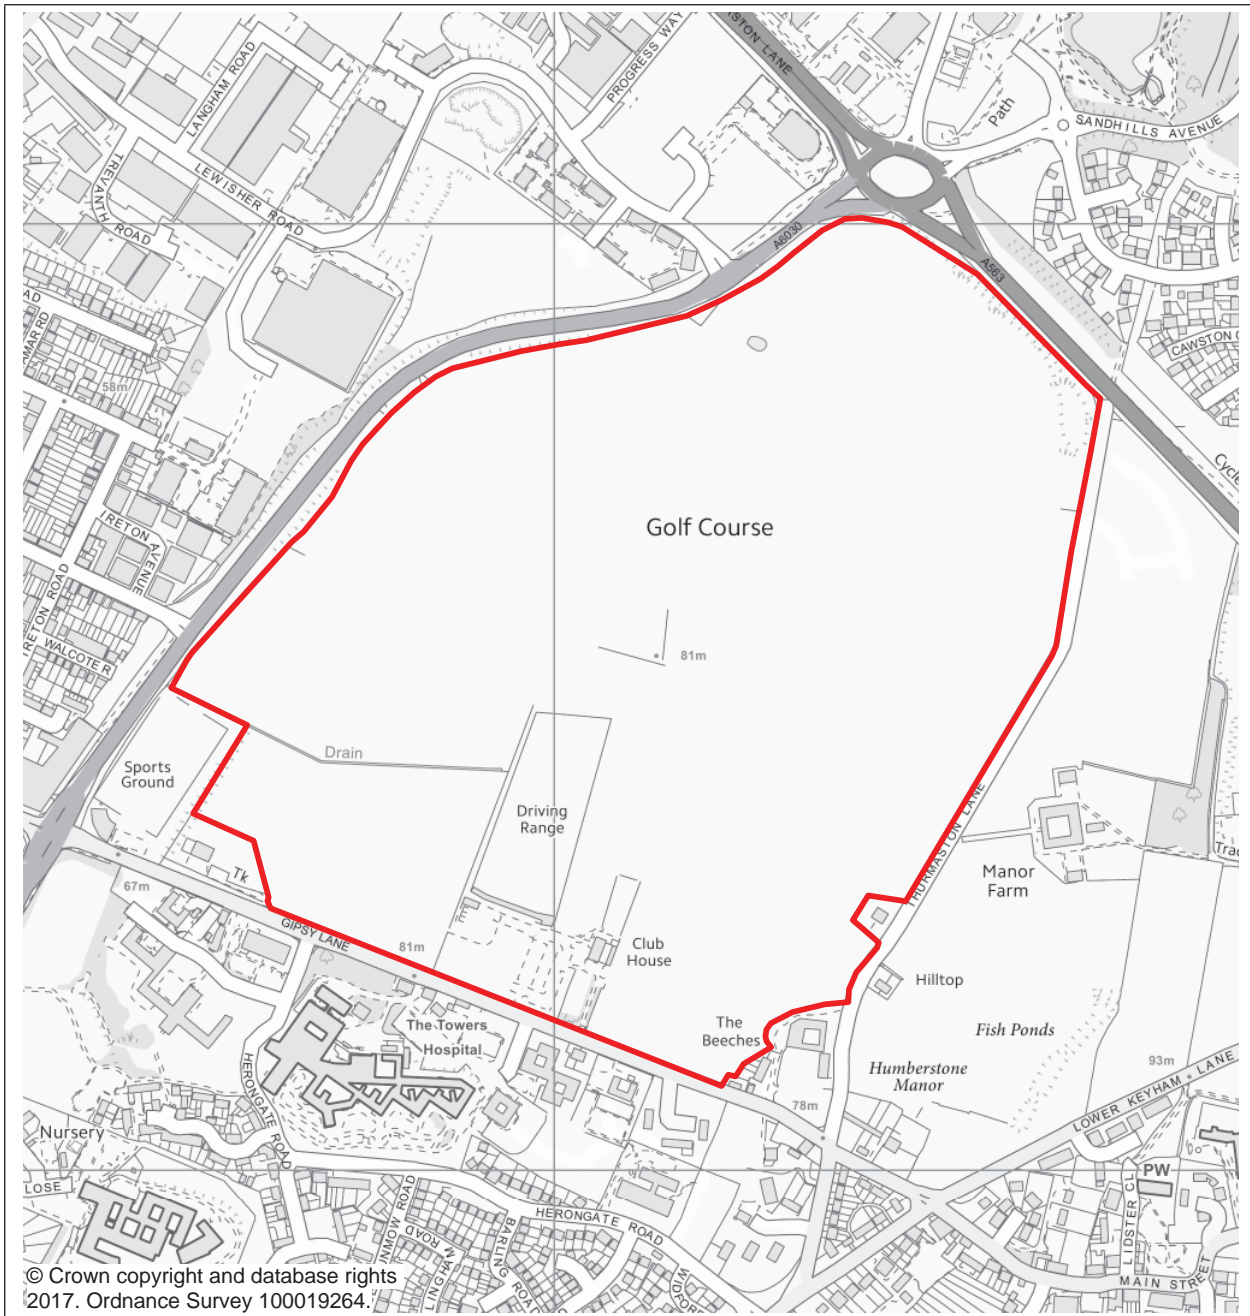 PROGRESS WAY
LANGHAM ROAD
Path
SANDHILLS AVENUE
TREVANTH ROAD
LEWISHER ROAD
A6030
A563
CAWSTON
58m
Cycle
IRETON AVENUE
IRETON ROAD
Golf Course
81m
Drain
Sports
Ground
Driving
Range
THURMASTON LANE
Manor
Farm
Tk
67m
GIPSY LANE
81m
Club
House
Hilltop
The Towers
Hospital
The
Beeches
Fish Ponds
Humberstone
Manor
93m
LOWER KEYHAM LANE
78m
HERONGATE ROAD
Nursery
PW
LIDSTER CL
HERONGATE ROAD
BARLING ROAD
MAIN STREET
© Crown copyright and database rights
2017. Ordnance Survey 100019264.